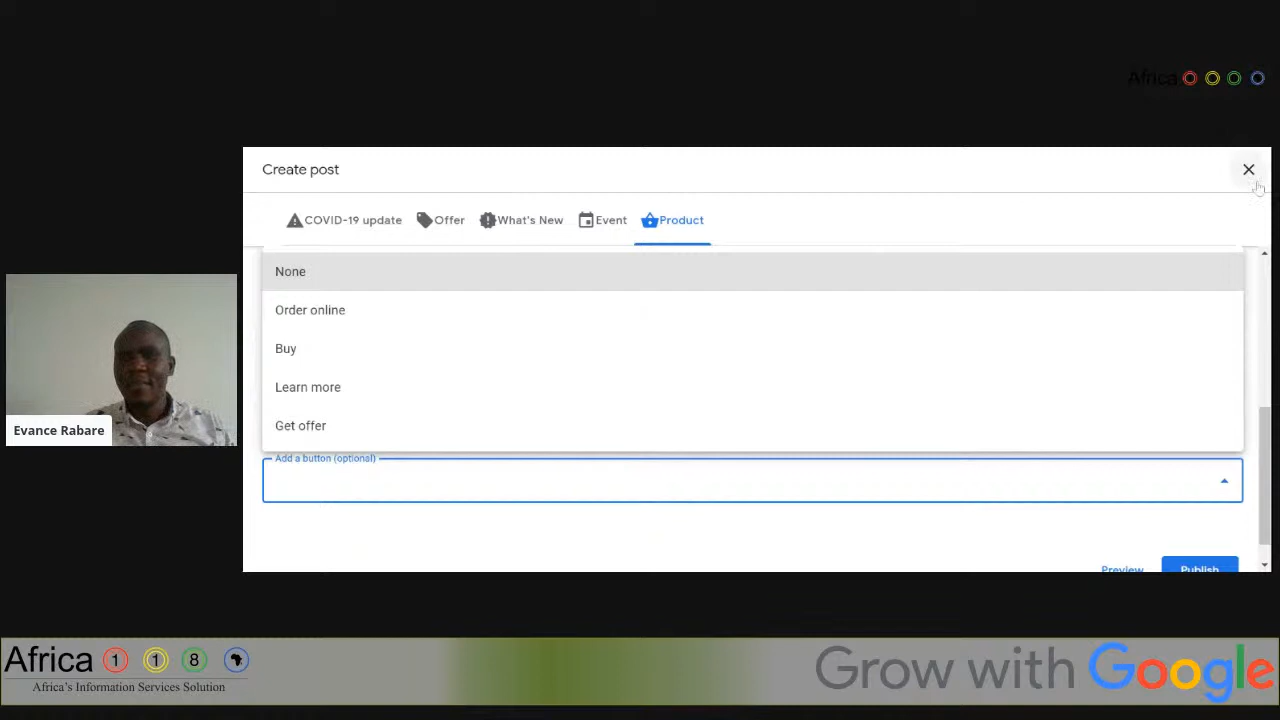 Africa
Create post
COVID-19 update
Offer
What's New
Event
Product
None
Order online
Buy
Learn more
Get offer
Add a button (optional)
Preview
Publish
Evance Rabare
Africa 1 1 8
Africa's Information Services Solution
Grow with Google